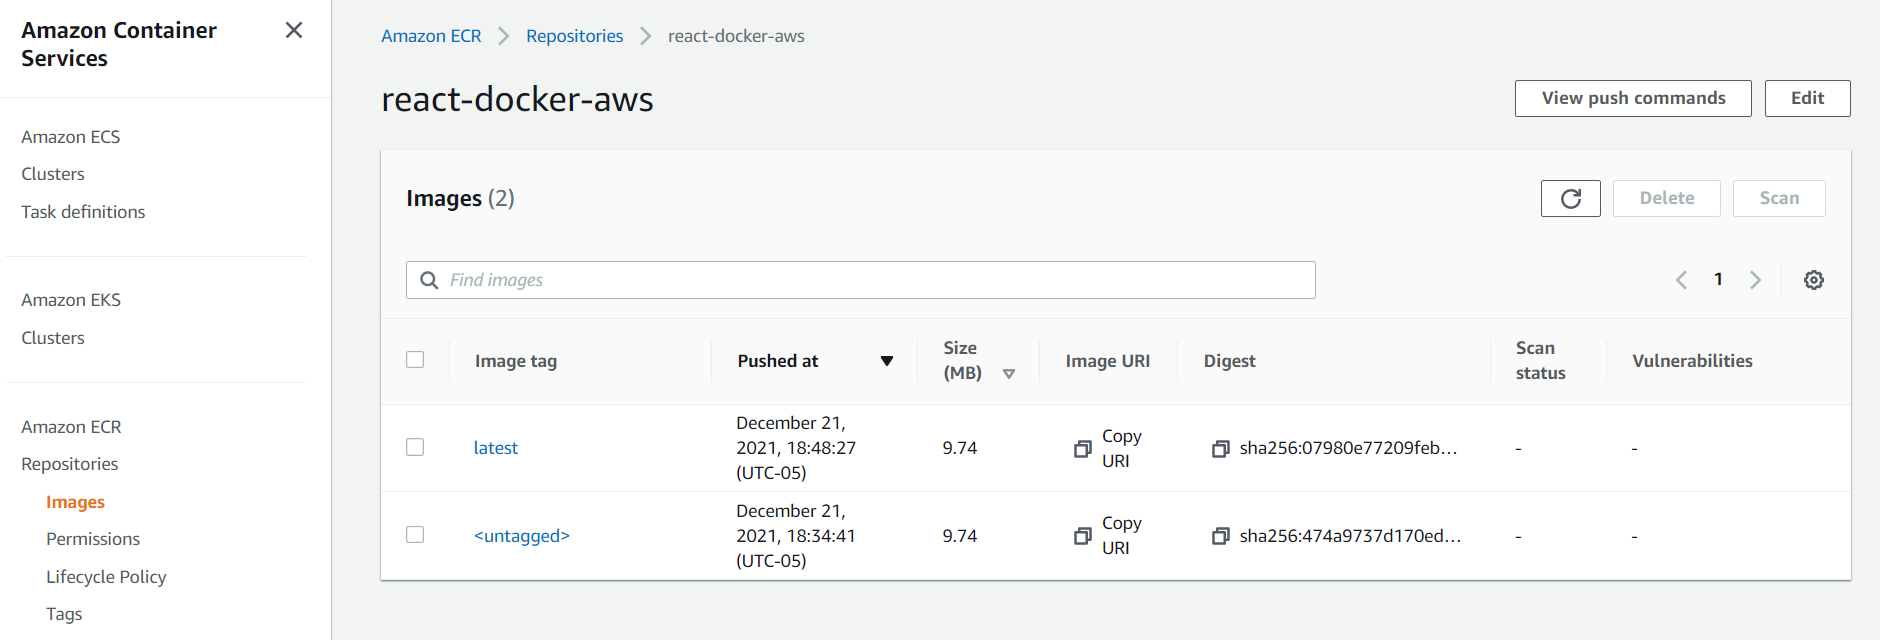 Amazon Container
Services
Amazon ECS
Clusters
Task definitions
Amazon EKS
Clusters
Amazon ECR
Repositories
Images
Permissions
Lifecycle Policy
Tags
Amazon ECR > Repositories > react-docker-aws
react-docker-aws
View push commands
Edit
Images (2)
Delete
Scan
Find images
1
Image tag
Pushed at
Size
(MB)
Image URI
Digest
Scan
status
Vulnerabilities
latest
December 21,
2021, 18:48:27
(UTC-05)
9.74
Copy
URI
sha256:07980e77209feb...
-
-
<untagged>
December 21,
2021, 18:34:41
(UTC-05)
9.74
Copy
URI
sha256:474a9737d170ed...
-
-